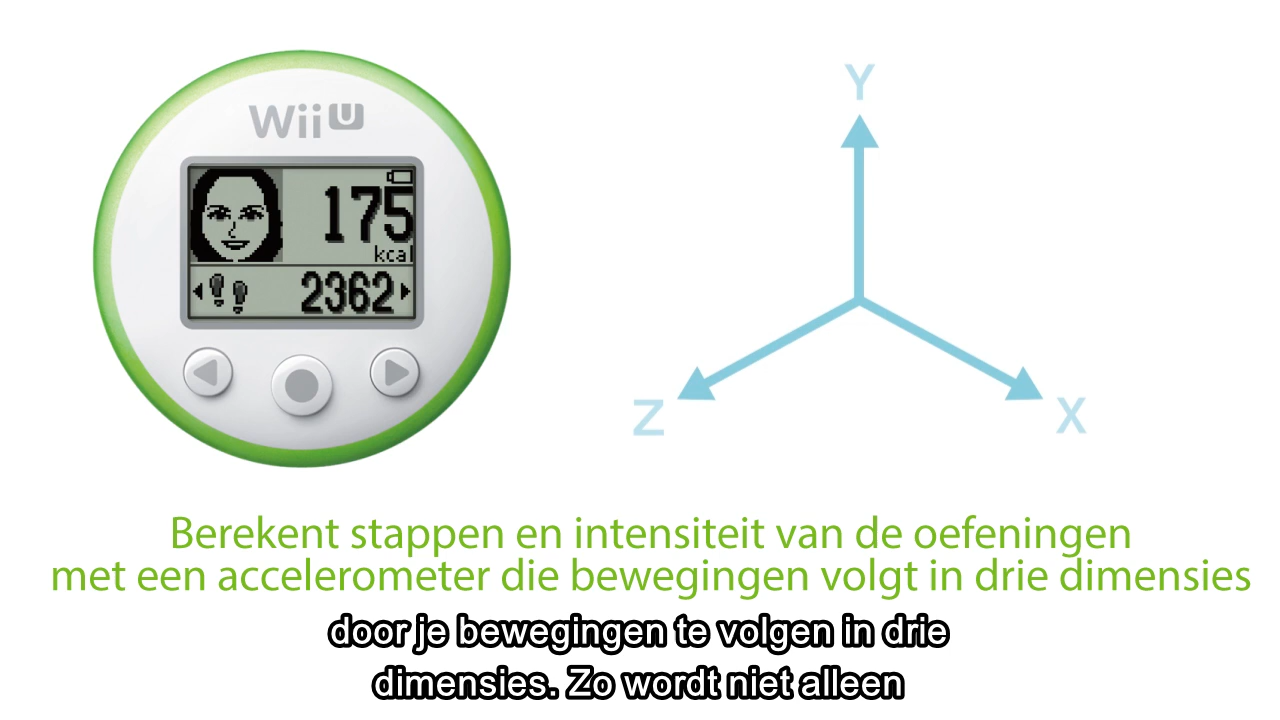 Wii U
175
kcal
2362
Y
Z
X
Berekent stappen en intensiteit van de oefeningen
met een accelerometer die bewegingen volgt in drie dimensies
door je bewegingen te volgen in drie
dimensies. Zo wordt niet alleen